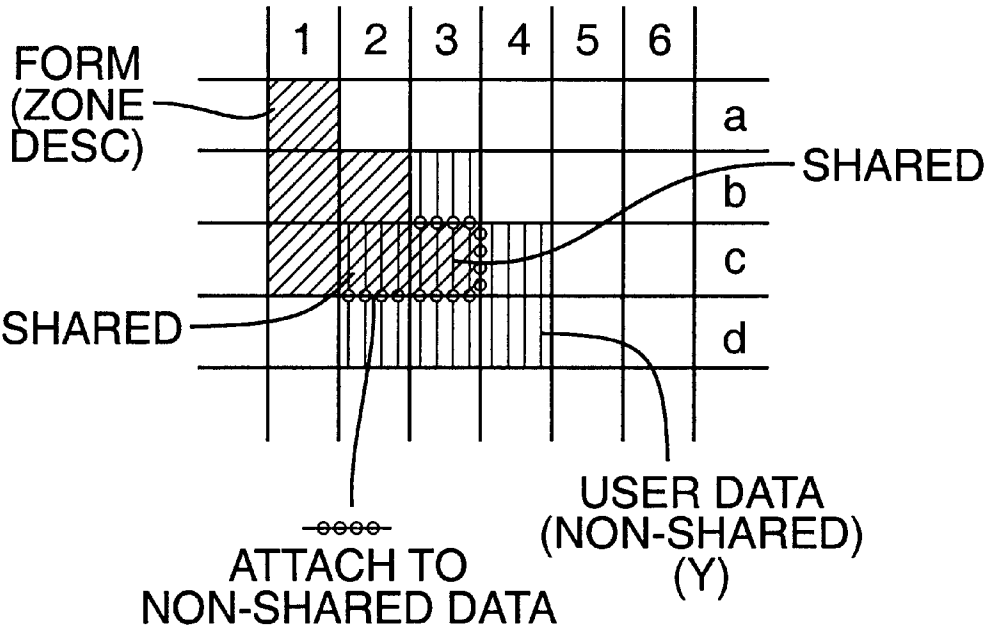 1 2 3 4 5 6
FORM
(ZONE
DESC)
a
b
SHARED
c
SHARED
d
USER DATA
(NON-SHARED)
(Y)
ATTACH TO
NON-SHARED DATA